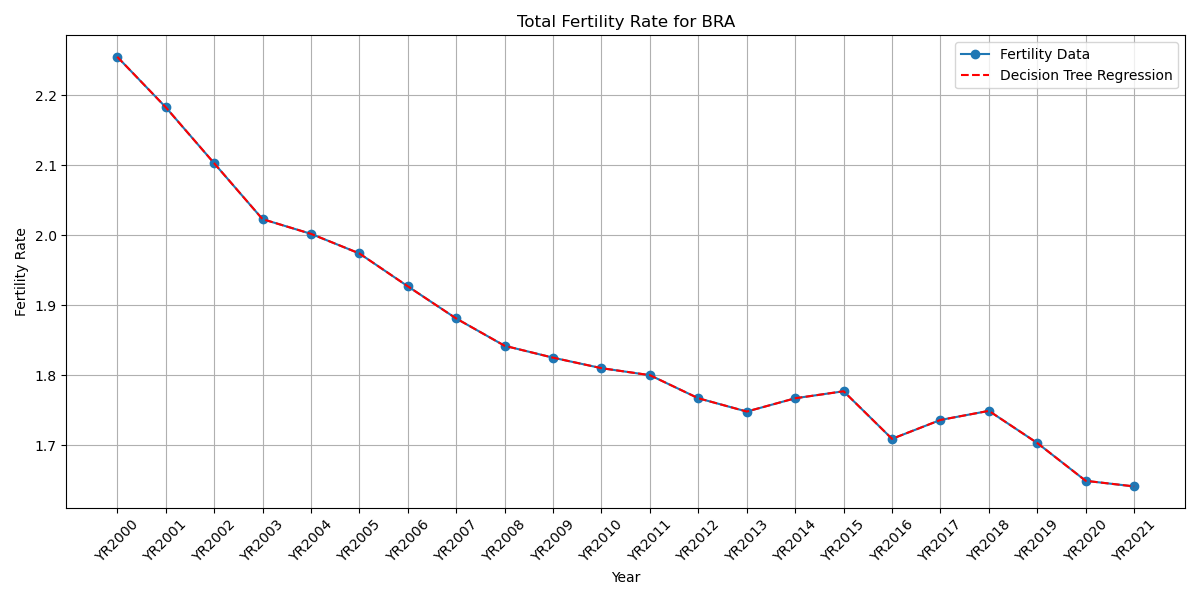 Total Fertility Rate for BRA
Fertility Data
Decision Tree Regression
Fertility Rate
2.2
2.1
2.0
1.9
1.8
1.7
YR2000
YR2001
YR2002
YR2003
YR2004
YR2005
YR2006
YR2007
YR2008
YR2009
YR2010
YR2011
YR2012
YR2013
YR2014
YR2015
YR2016
YR2017
YR2018
YR2019
YR2020
YR2021
Year